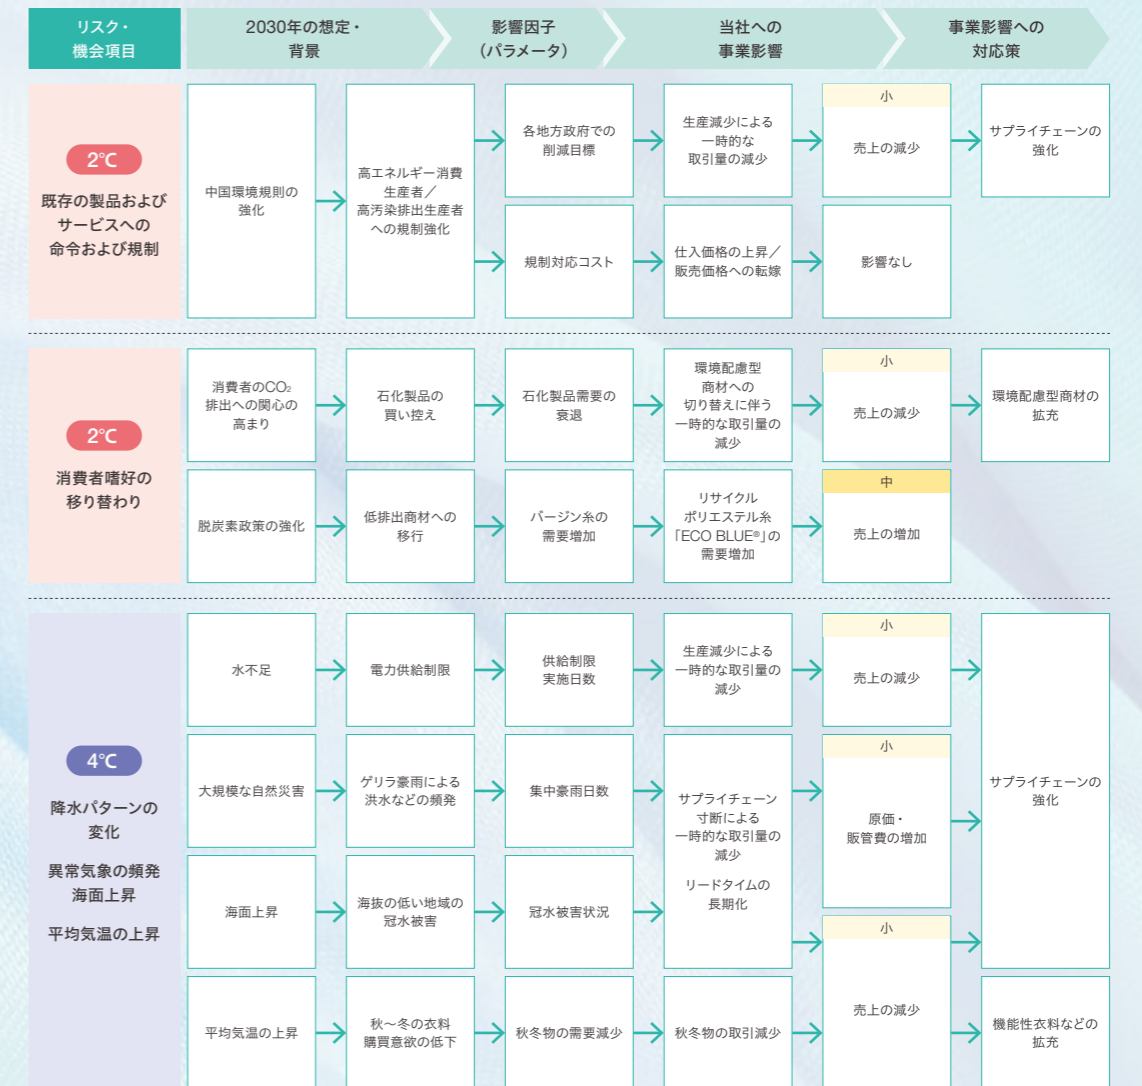 リスク・
機会項目
2030年の想定・
背景
影響因子
（パラメータ）
当社への
事業影響
事業影響への
対応策
2℃
既存の製品および
サービスへの
命令および規制
中国環境規則の
強化
高エネルギー消費
生産者／
高汚染排出生産者
への規制強化
各地方政府での
削減目標
生産減少による
一時的な
取引量の減少
小
売上の減少
サプライチェーンの
強化
規制対応コスト
仕入価格の上昇／
販売価格への転嫁
影響なし
2℃
消費者嗜好の
移り替わり
消費者のCO₂
排出への関心の
高まり
石化製品の
買い控え
石化製品需要の
衰退
環境配慮型
商材への
切り替えに伴う
一時的な取引量の
減少
小
売上の減少
環境配慮型商材の
拡充
脱炭素政策の強化
低排出商材への
移行
バージン糸の
需要増加
リサイクル
ポリエステル糸
「ECO BLUE®」の
需要増加
中
売上の増加
4℃
降水パターンの
変化
異常気象の頻発
海面上昇
平均気温の上昇
水不足
電力供給制限
供給制限
実施日数
生産減少による
一時的な取引量の
減少
小
売上の減少
サプライチェーンの
強化
大規模な自然災害
ゲリラ豪雨による
洪水などの頻発
集中豪雨日数
サプライチェーン
寸断による
一時的な取引量の
減少
リードタイムの
長期化
小
原価・
販管費の増加
海面上昇
海抜の低い地域の
冠水被害
冠水被害状況
小
売上の減少
平均気温の上昇
秋〜冬の衣料
購買意欲の低下
秋冬物の需要減少
秋冬物の取引減少
機能性衣料などの
拡充